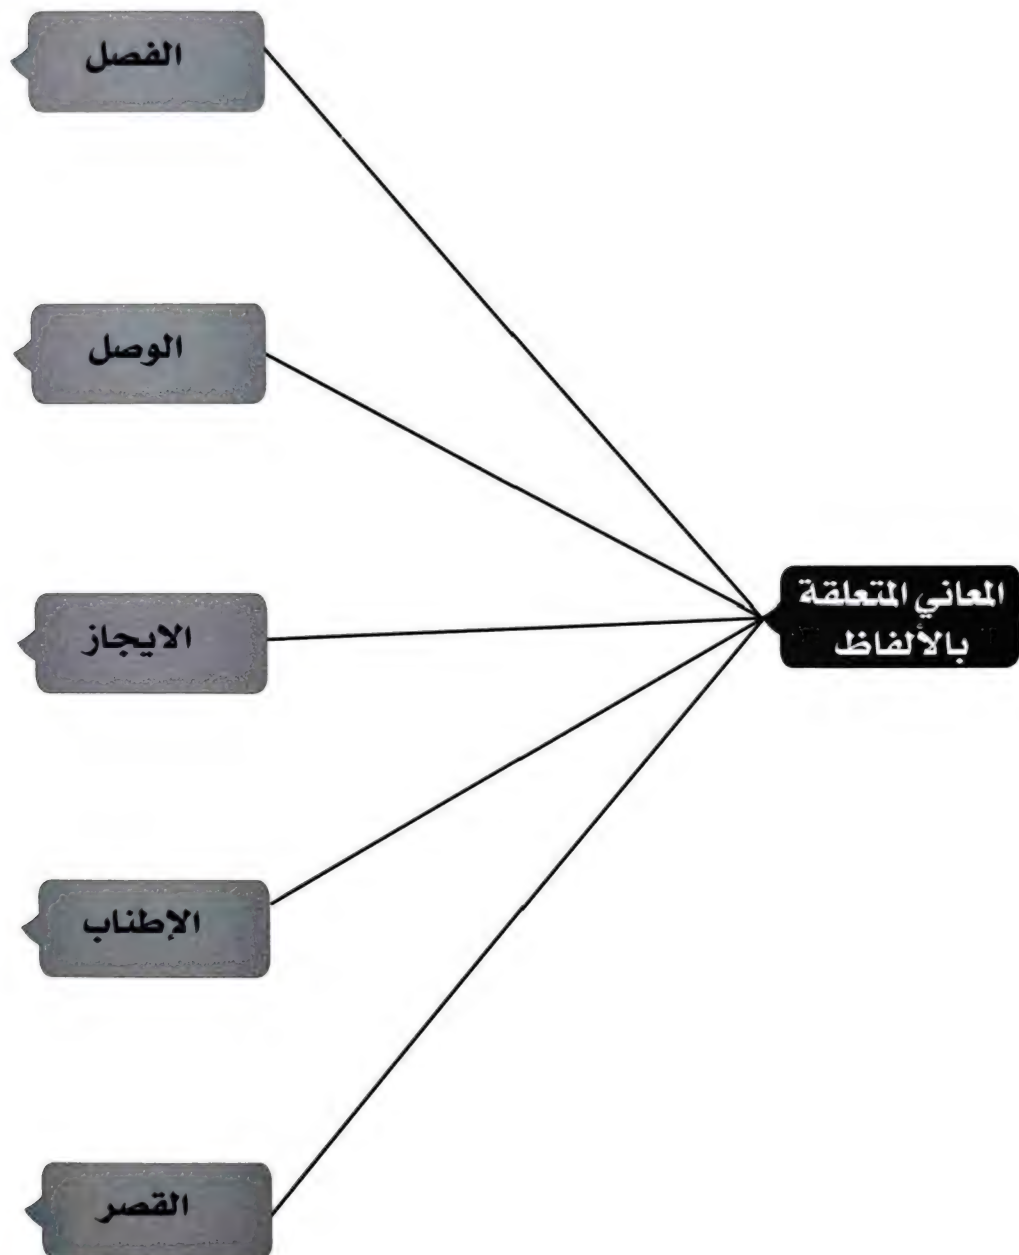 المعاني المتعلقة
بالألفاظ
الفصل
الوصل
الايجاز
الإطناب
القصر